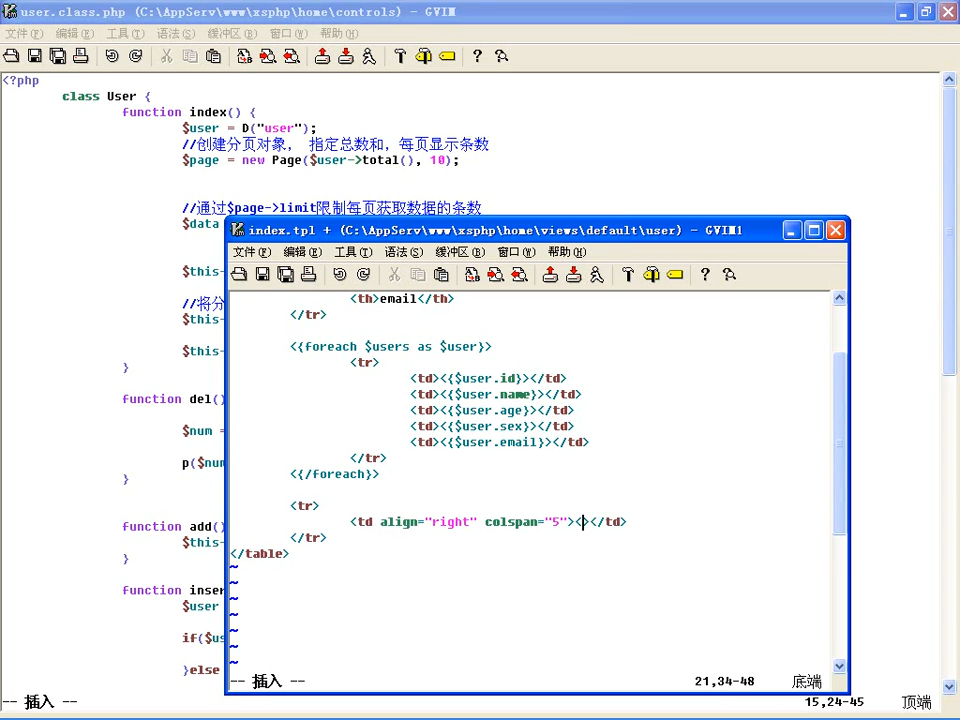 user.class.php (C:\AppServ\www\xsphp\home\controls) - GVIM
文件(F) 编辑(E) 工具(T) 语法(S) 缓冲区(B) 窗口(W) 帮助(H)
<?php
class User {
function index() {
$user = D("user");
//创建分页对象， 指定总数和，每页显示条数
$page = new Page($user->total(), 10);
//通过$page->limit限制每页获取数据的条数
$data
$this-
//将分
$this-
$this-
}
function del()
$num =
p($num
}
function add()
$this-
}
function inser
$user
if($us
}else
-- 插入 --
15,24-45 顶端
index.tpl + (C:\AppServ\www\xsphp\home\views\default\user) - GVIM1
文件(F) 编辑(E) 工具(T) 语法(S) 缓冲区(B) 窗口(W) 帮助(H)
<th>email</th>
</tr>
<{foreach $users as $user}>
<tr>
<td><{$user.id}></td>
<td><{$user.name}></td>
<td><{$user.age}></td>
<td><{$user.sex}></td>
<td><{$user.email}></td>
</tr>
<{/foreach}>
<tr>
<td align="right" colspan="5"><></td>
</tr>
</table>
~
~
~
~
~
~
~
-- 插入 --
21,34-48 底端